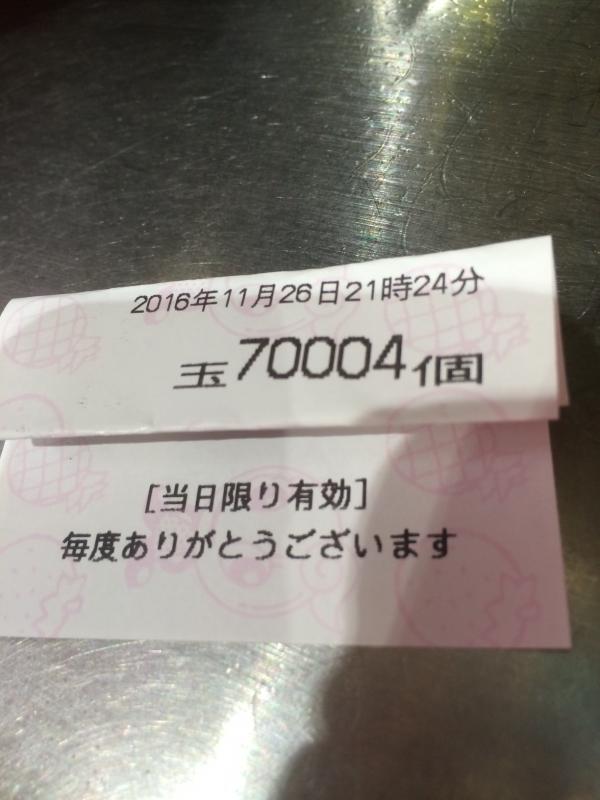 2016年11月26日21時24分
玉70004個
[当日限り有効]
毎度ありがとうございます